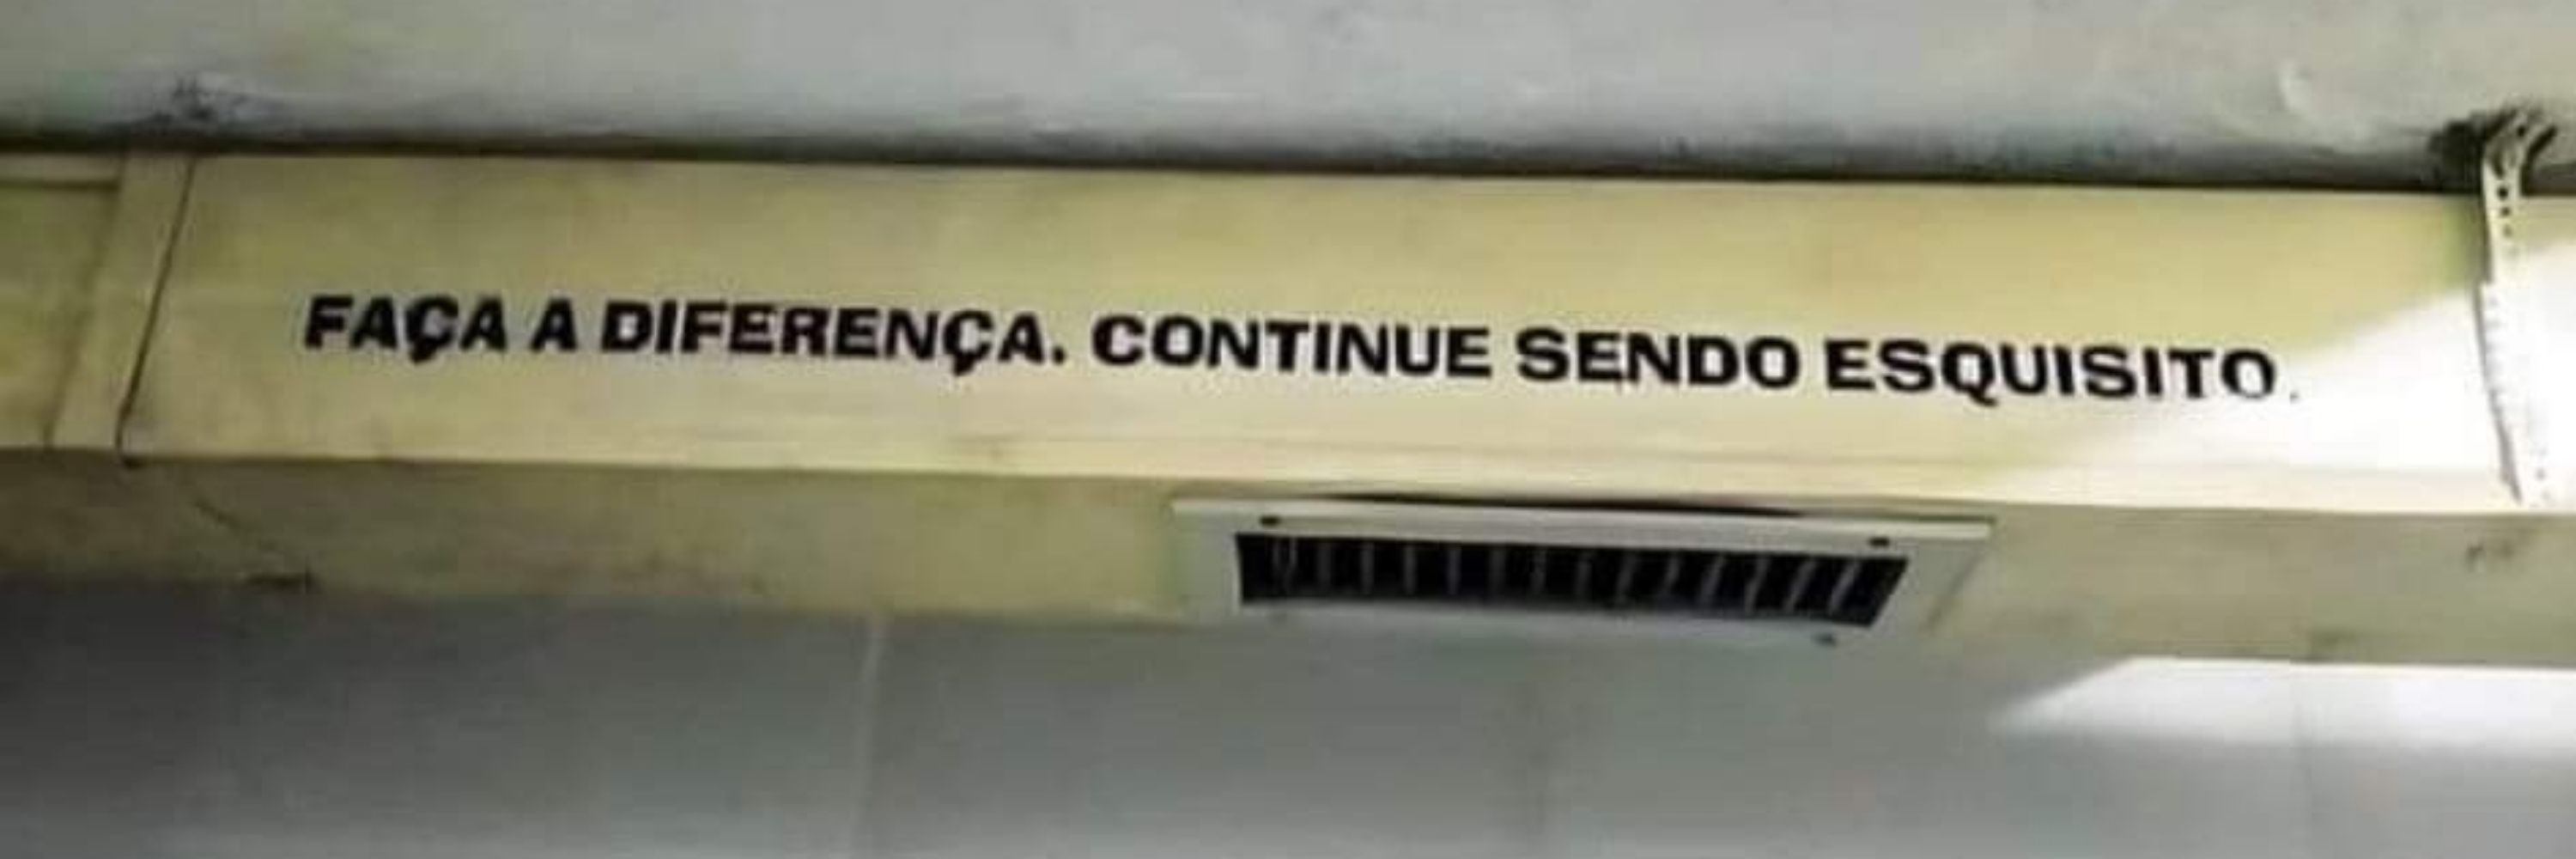 FAÇA A DIFERENÇA. CONTINUE SENDO ESQUISITO.